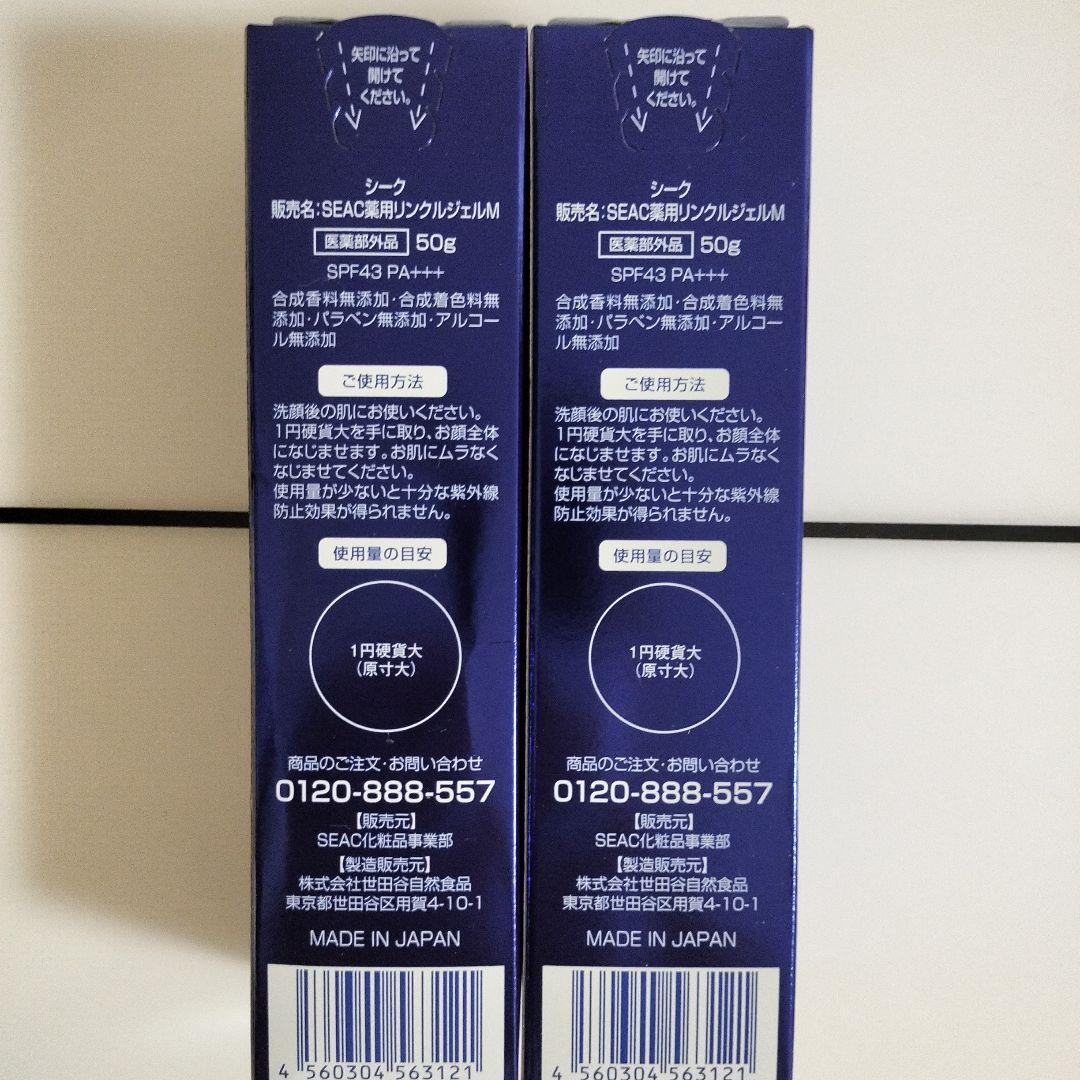 矢印に沿って
開けて
ください。
シーク
販売名:SEAC薬用リンクルジェルM
医薬部外品 50g
SPF43 PA+++
合成香料無添加・合成着色料無
添加・パラベン無添加・アルコー
ル無添加
ご使用方法
洗顔後の肌にお使いください。
1円硬貨大を手に取り、お顔全体
になじませます。お肌にムラなく
なじませてください。
使用量が少ないと十分な紫外線
防止効果が得られません。
使用量の目安
1円硬貨大
(原寸大)
商品のご注文・お問い合わせ
0120-888-557
【販売元】
SEAC化粧品事業部
【製造販売元】
株式会社世田谷自然食品
東京都世田谷区用賀4-10-1
MADE IN JAPAN
4 560304 563121
矢印に沿って
開けて
ください。
シーク
販売名:SEAC薬用リンクルジェルM
医薬部外品 50g
SPF43 PA+++
合成香料無添加・合成着色料無
添加・パラベン無添加・アルコー
ル無添加
ご使用方法
洗顔後の肌にお使いください。
1円硬貨大を手に取り、お顔全体
になじませます。お肌にムラなく
なじませてください。
使用量が少ないと十分な紫外線
防止効果が得られません。
使用量の目安
1円硬貨大
(原寸大)
商品のご注文・お問い合わせ
0120-888-557
【販売元】
SEAC化粧品事業部
【製造販売元】
株式会社世田谷自然食品
東京都世田谷区用賀4-10-1
MADE IN JAPAN
4 560304 563121